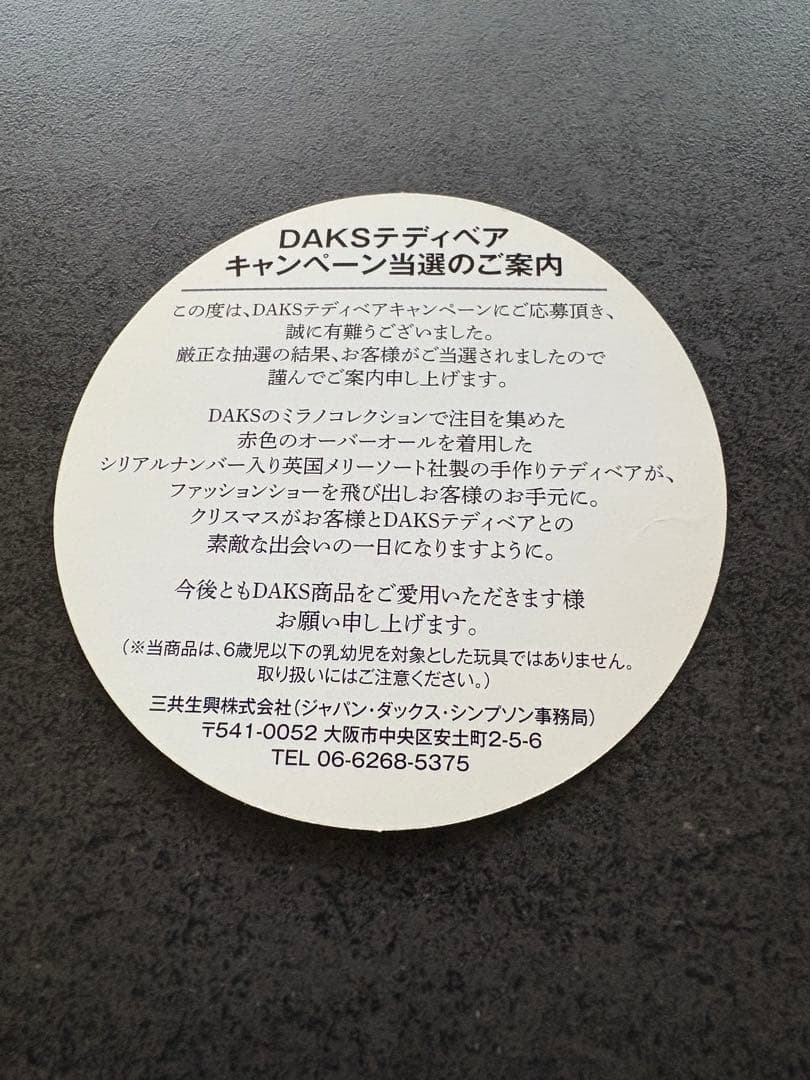 DAKSテディベア
キャンペーン当選のご案内
この度は、DAKSテディベアキャンペーンにご応募頂き、
誠に有難うございました。
厳正な抽選の結果、お客様がご当選されましたので
謹んでご案内申し上げます。
DAKSのミラノコレクションで注目を集めた
赤色のオーバーオールを着用した
シリアルナンバー入り英国メリーソート社製の手作りテディベアが、
ファッションショーを飛び出しお客様のお手元に。
クリスマスがお客様とDAKSテディベアとの
素敵な出会いの一日になりますように。
今後ともDAKS商品をご愛用いただきます様
お願い申し上げます。
(※当商品は、6歳児以下の乳幼児を対象とした玩具ではありません。
取り扱いにはご注意ください。)
三共生興株式会社(ジャパン・ダックス・シンプソン事務局)
〒541-0052 大阪市中央区安土町2-5-6
TEL 06-6268-5375